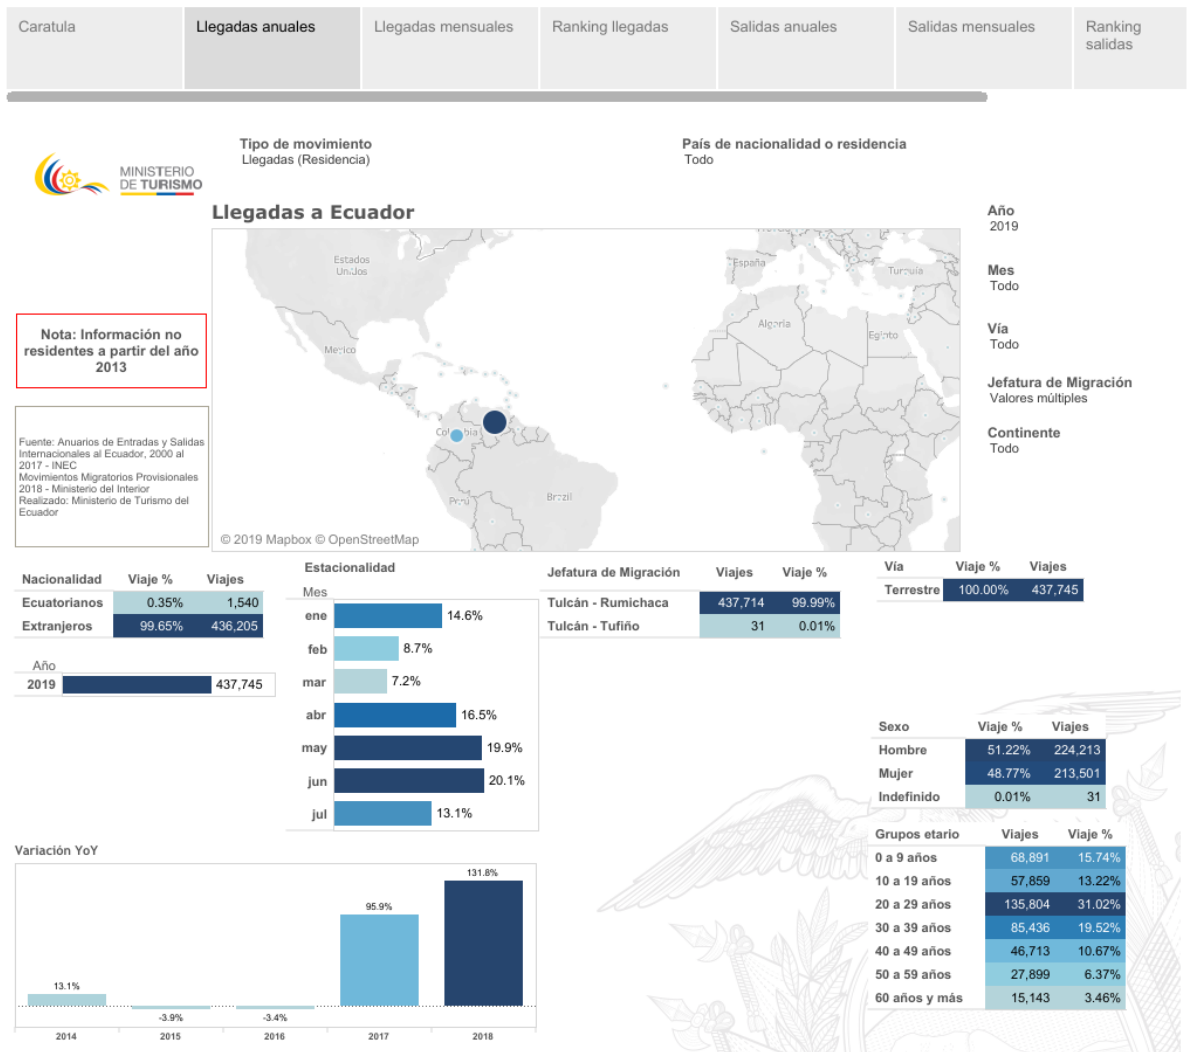 Caratula
Llegadas anuales
Llegadas mensuales
Ranking llegadas
Salidas anuales
Salidas mensuales
Ranking
salidas
MINISTERIO
DE TURISMO
Tipo de movimiento
Llegadas (Residencia)
País de nacionalidad o residencia
Todo
Llegadas a Ecuador
Año
2019
Mes
Todo
Vía
Todo
Jefatura de Migración
Valores múltiples
Continente
Todo
Nota: Información no
residentes a partir del año
2013
Fuente: Anuarios de Entradas y Salidas
Internacionales al Ecuador, 2000 al
2017 - INEC
Movimientos Migratorios Provisionales
2018 - Ministerio del Interior
Realizado: Ministerio de Turismo del
Ecuador
Estados
Unidos
México
Colombia
Perú
Brazil
España
Turquía
Algeria
Egipto
© 2019 Mapbox © OpenStreetMap
Nacionalidad Viaje % Viajes
Ecuatorianos 0.35% 1,540
Extranjeros 99.65% 436,205
Año
2019 437,745
Estacionalidad
Mes
ene 14.6%
feb 8.7%
mar 7.2%
abr 16.5%
may 19.9%
jun 20.1%
jul 13.1%
Jefatura de Migración Viajes Viaje %
Tulcán - Rumichaca 437,714 99.99%
Tulcán - Tufiño 31 0.01%
Vía Viaje % Viajes
Terrestre 100.00% 437,745
Sexo Viaje % Viajes
Hombre 51.22% 224,213
Mujer 48.77% 213,501
Indefinido 0.01% 31
Grupos etario Viajes Viaje %
0 a 9 años 68,891 15.74%
10 a 19 años 57,859 13.22%
20 a 29 años 135,804 31.02%
30 a 39 años 85,436 19.52%
40 a 49 años 46,713 10.67%
50 a 59 años 27,899 6.37%
60 años y más 15,143 3.46%
Variación YoY
13.1%
-3.9%
-3.4%
95.9%
131.8%
2014 2015 2016 2017 2018